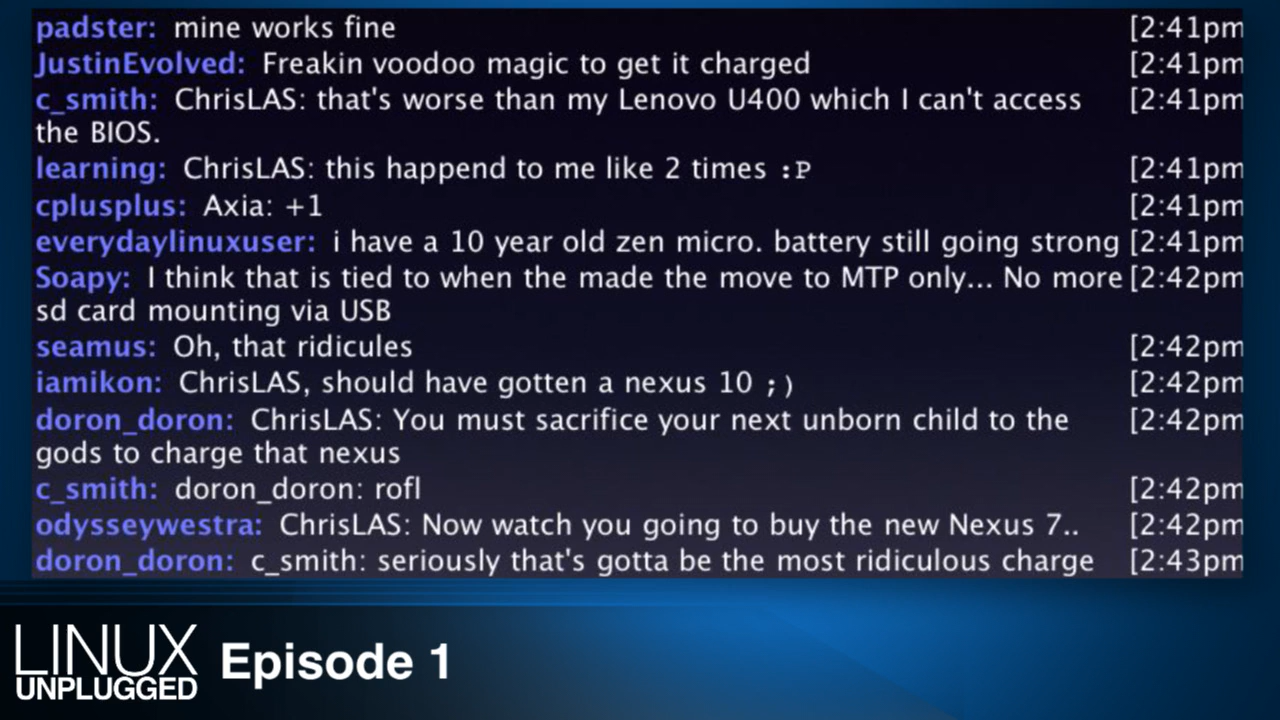 padster: mine works fine [2:41pm
JustinEvolved: Freakin voodoo magic to get it charged [2:41pm
c_smith: ChrisLAS: that's worse than my Lenovo U400 which I can't access [2:41pm
the BIOS.
learning: ChrisLAS: this happend to me like 2 times :P [2:41pm
cplusplus: Axia: +1 [2:41pm
everydaylinuxuser: i have a 10 year old zen micro. battery still going strong [2:41pm
Soapy: I think that is tied to when the made the move to MTP only... No more [2:42pm
sd card mounting via USB
seamus: Oh, that ridicules [2:42pm
iamikon: ChrisLAS, should have gotten a nexus 10 ;) [2:42pm
doron_doron: ChrisLAS: You must sacrifice your next unborn child to the [2:42pm
gods to charge that nexus
c_smith: doron_doron: rofl [2:42pm
odysseywestra: ChrisLAS: Now watch you going to buy the new Nexus 7.. [2:42pm
doron_doron: c_smith: seriously that's gotta be the most ridiculous charge [2:43pm
LINUX
UNPLUGGED
Episode 1